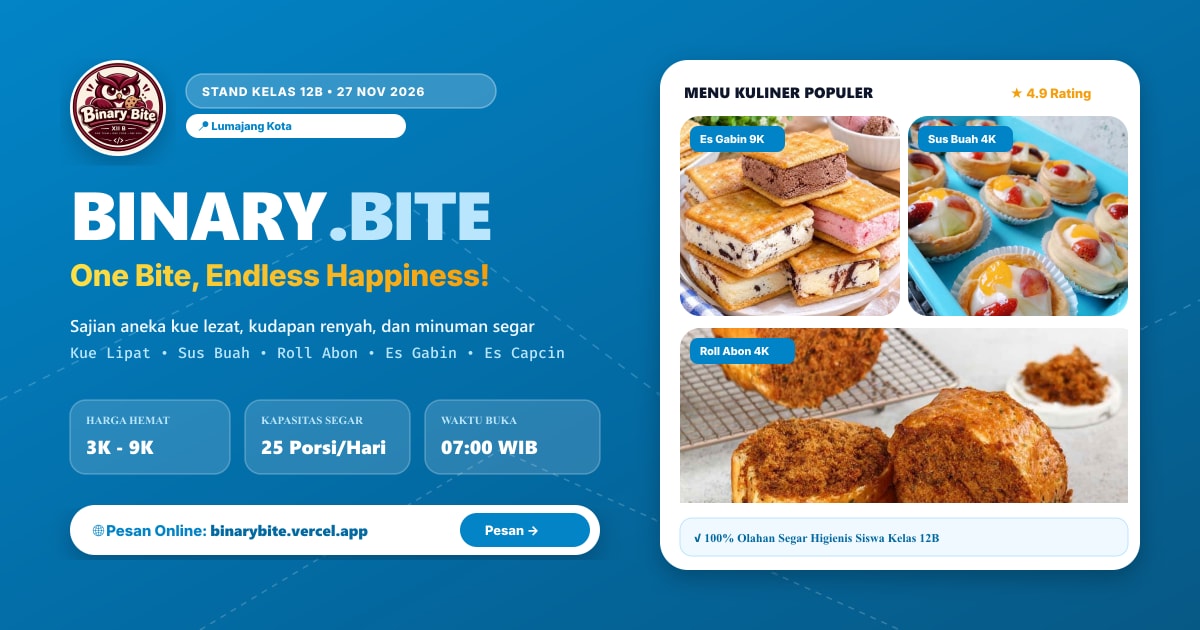 Binary Bite
XII B
</>
STAND KELAS 12B • 27 NOV 2026
Lumajang Kota
BINARY.BITE
One Bite, Endless Happiness!
Sajian aneka kue lezat, kudapan renyah, dan minuman segar
Kue Lipat • Sus Buah • Roll Abon • Es Gabin • Es Capcin
HARGA HEMAT
3K - 9K
KAPASITAS SEGAR
25 Porsi/Hari
WAKTU BUKA
07:00 WIB
Pesan Online: binarybite.vercel.app
Pesan →
MENU KULINER POPULER
★ 4.9 Rating
Es Gabin 9K
Sus Buah 4K
Roll Abon 4K
✓ 100% Olahan Segar Higienis Siswa Kelas 12B